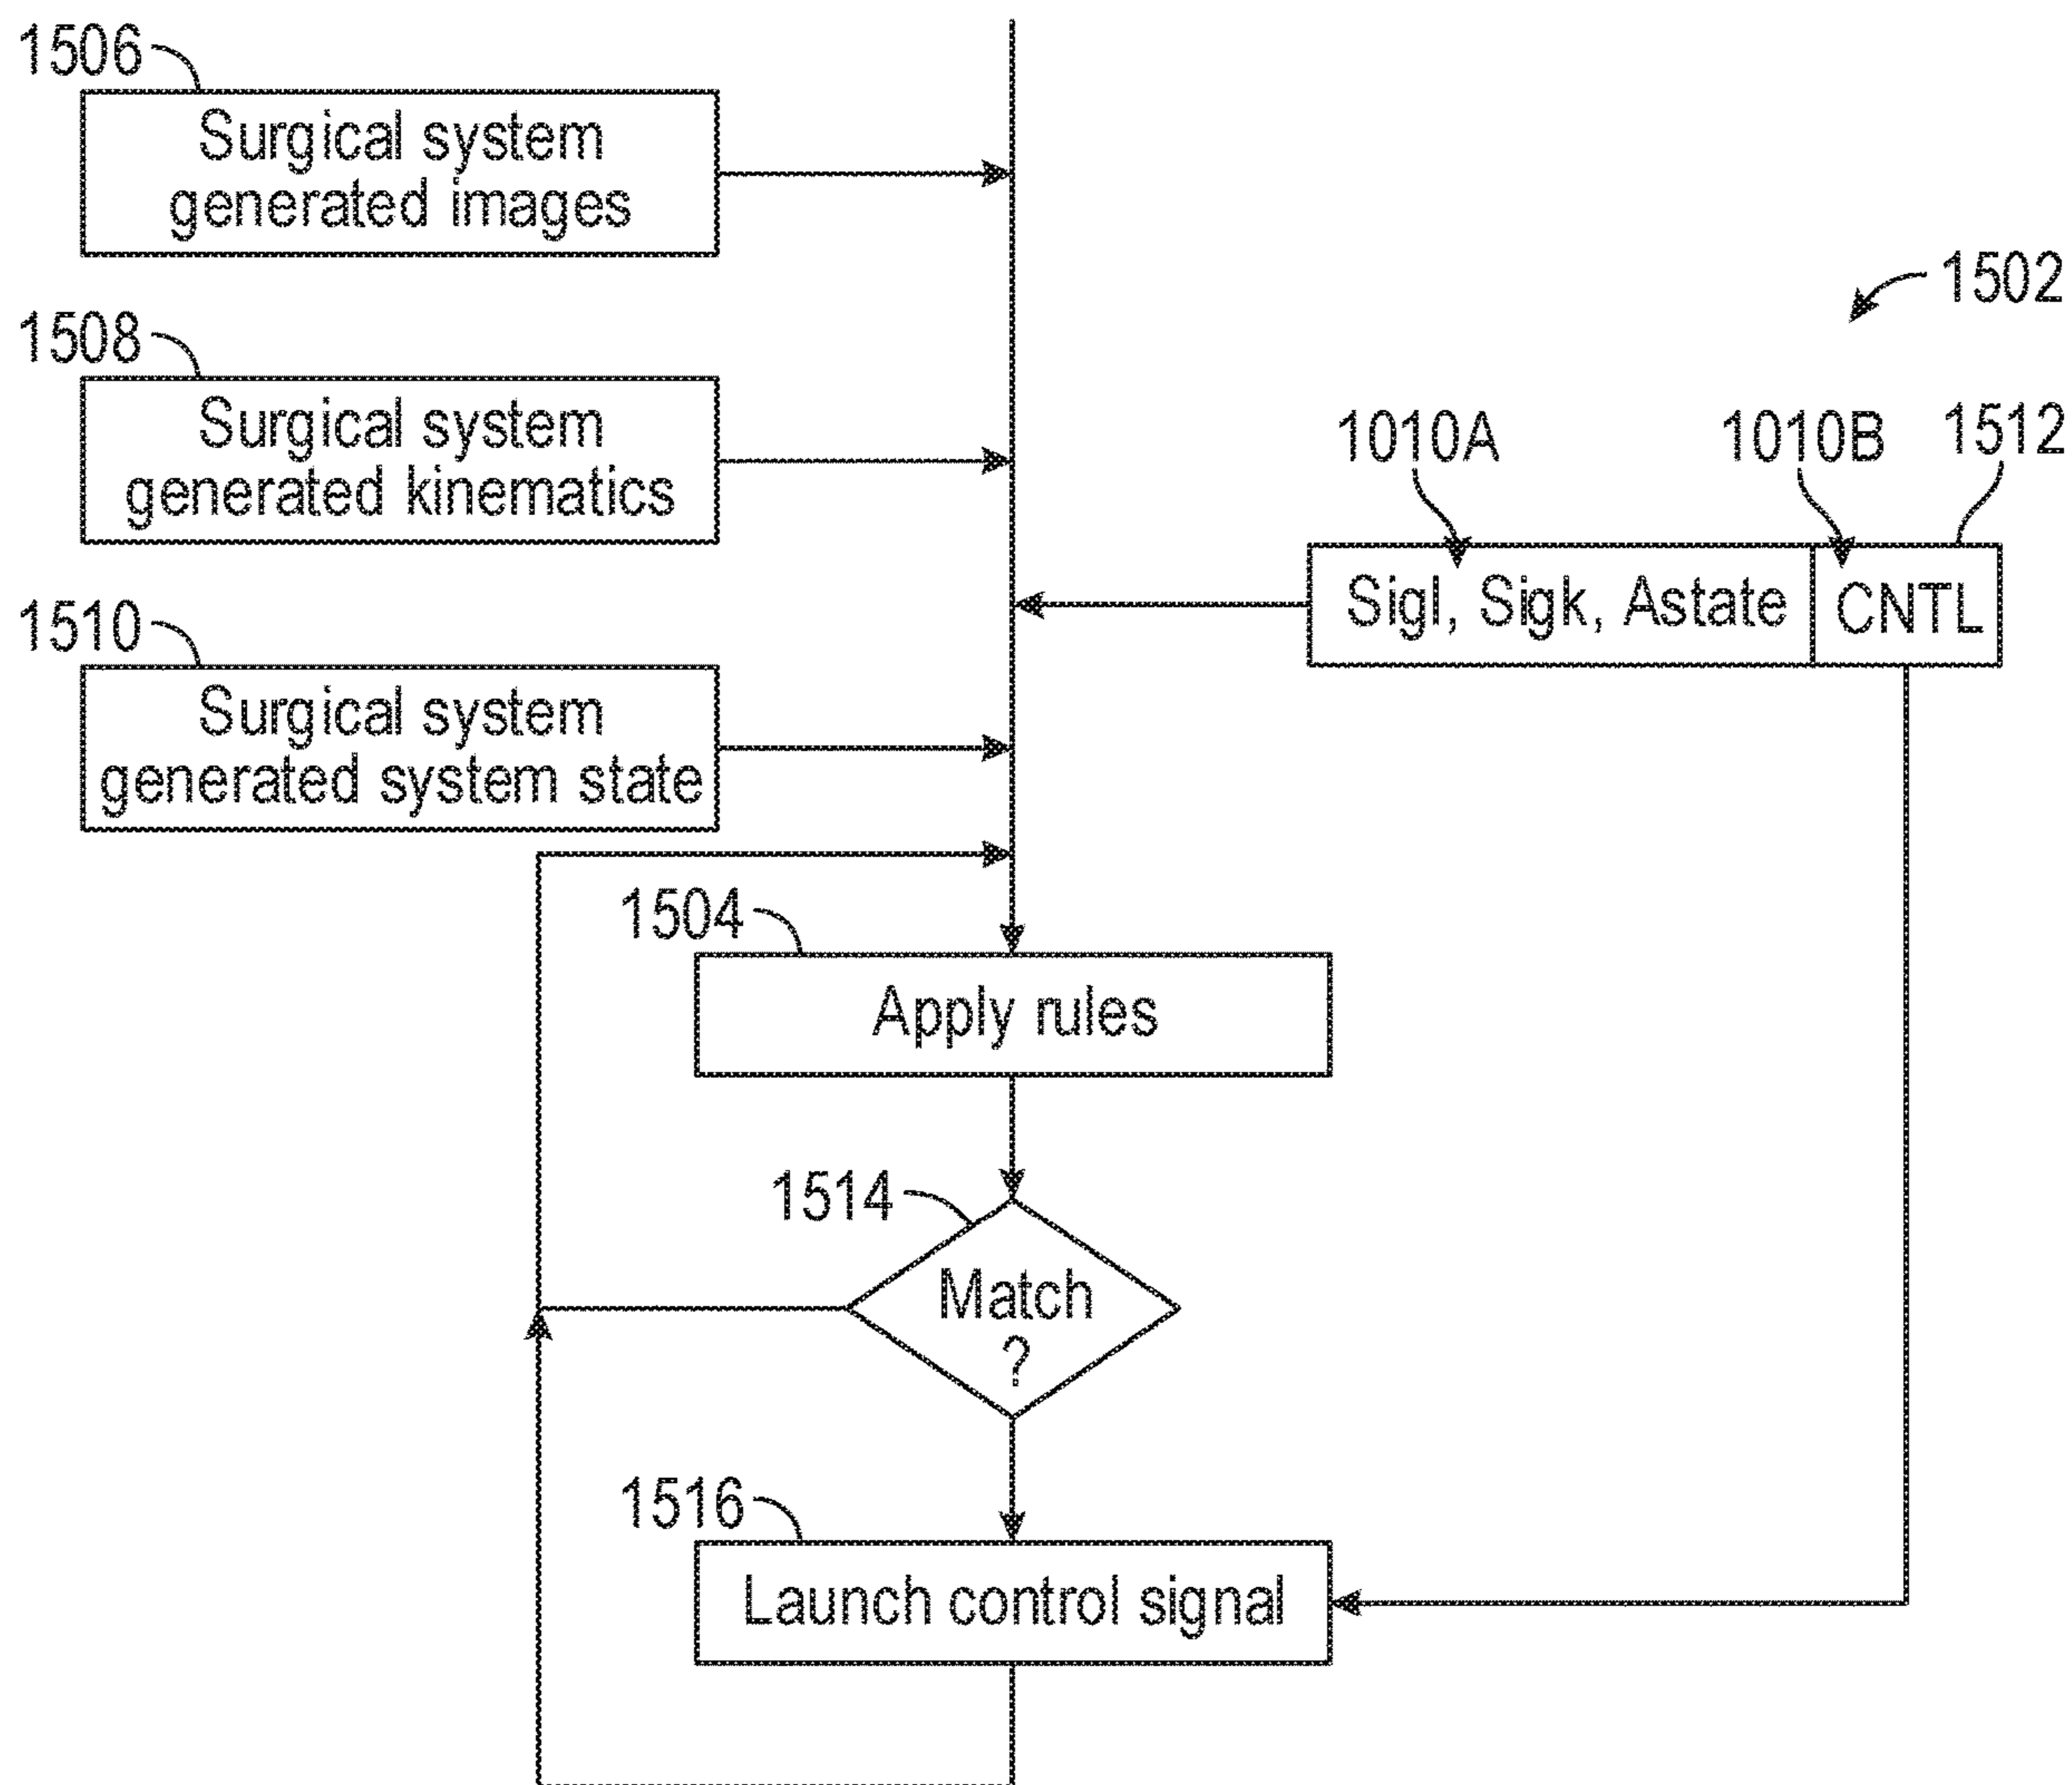 1506
Surgical system
generated images
1502
1508
Surgical system
generated kinematics
1010A
1010B
1512
SigI, Sigk, Astate
CNTL
1510
Surgical system
generated system state
1504
Apply rules
1514
Match
?
1516
Launch control signal